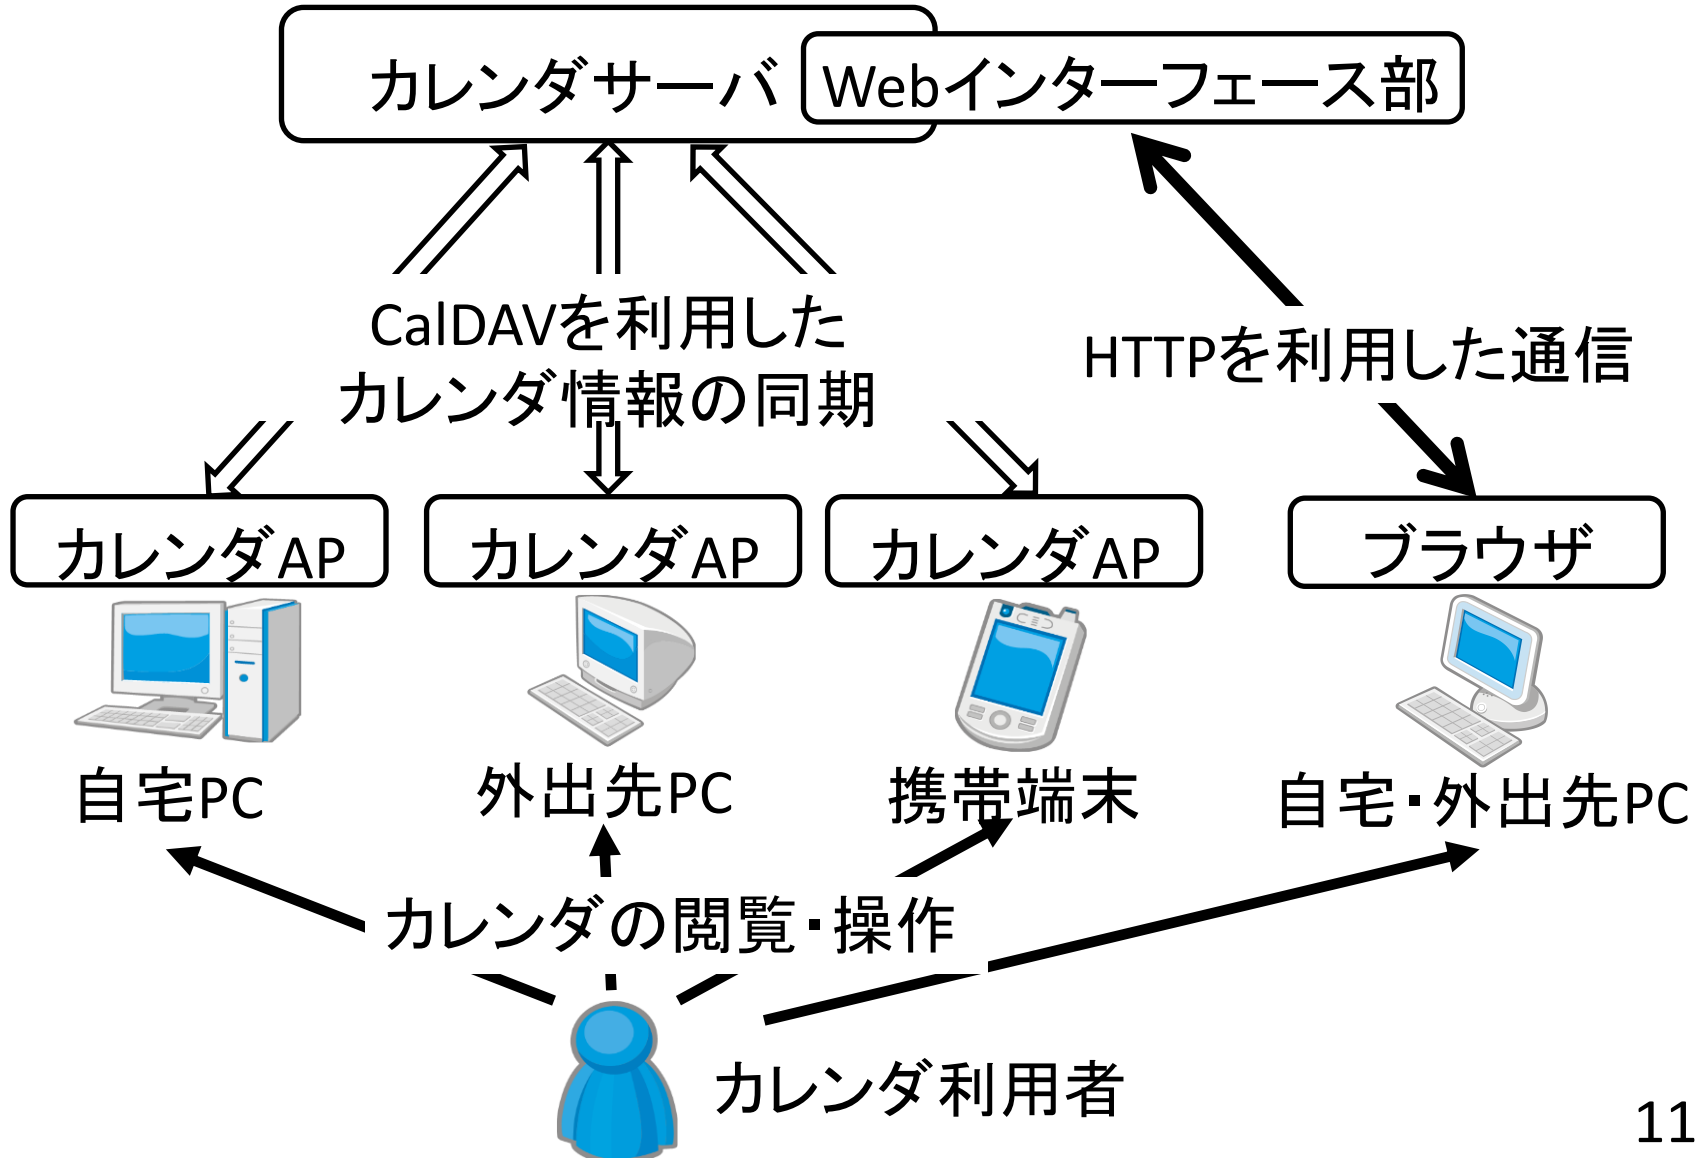 カレンダサーバ
Webインターフェース部
CalDAVを利用した
カレンダ情報の同期
HTTPを利用した通信
カレンダAP
カレンダAP
カレンダAP
ブラウザ
自宅PC
外出先PC
携帯端末
自宅・外出先PC
カレンダの閲覧・操作
カレンダ利用者
11